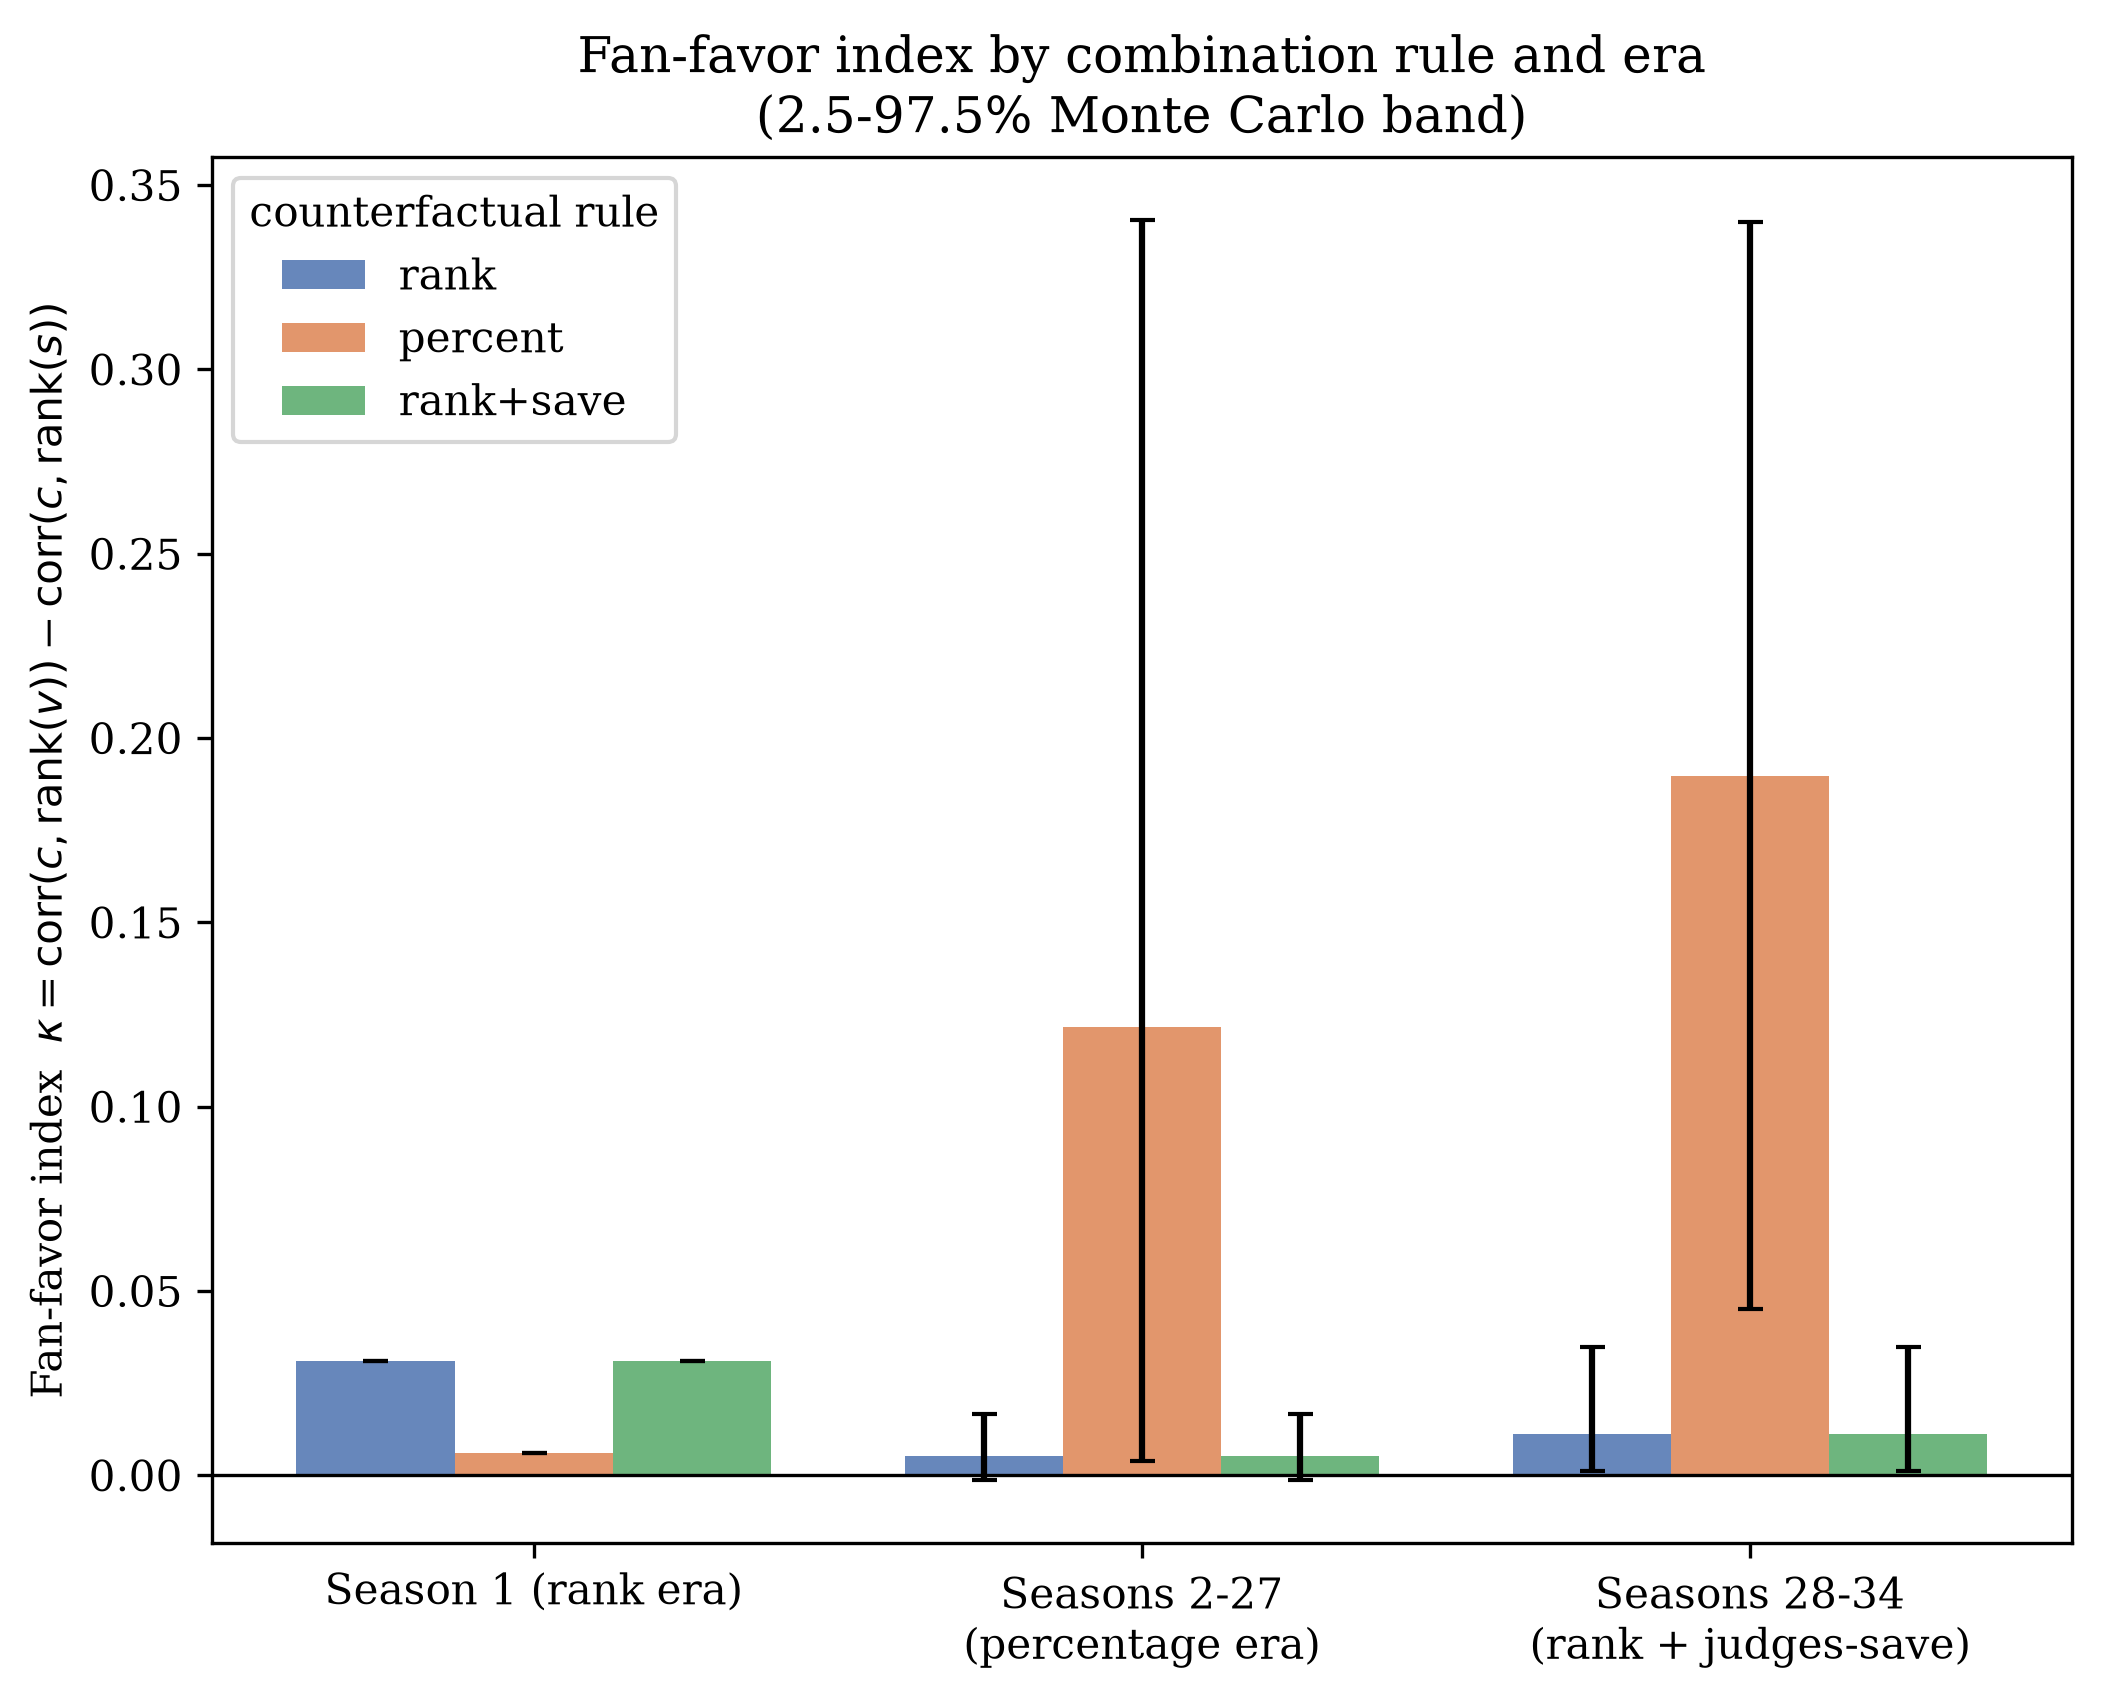 Fan-favor index by combination rule and era
(2.5-97.5% Monte Carlo band)
Fan-favor index κ = corr(c, rank(v)) − corr(c, rank(s))
0.35
0.30
0.25
0.20
0.15
0.10
0.05
0.00
counterfactual rule
rank
percent
rank+save
Season 1 (rank era)
Seasons 2-27
(percentage era)
Seasons 28-34
(rank + judges-save)